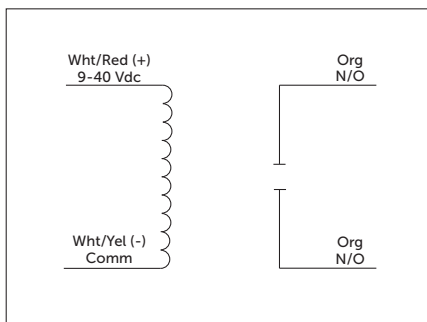 Wht/Red (+)
9-40 Vdc
Org
N/O
Wht/Yel (-)
Comm
Org
N/O